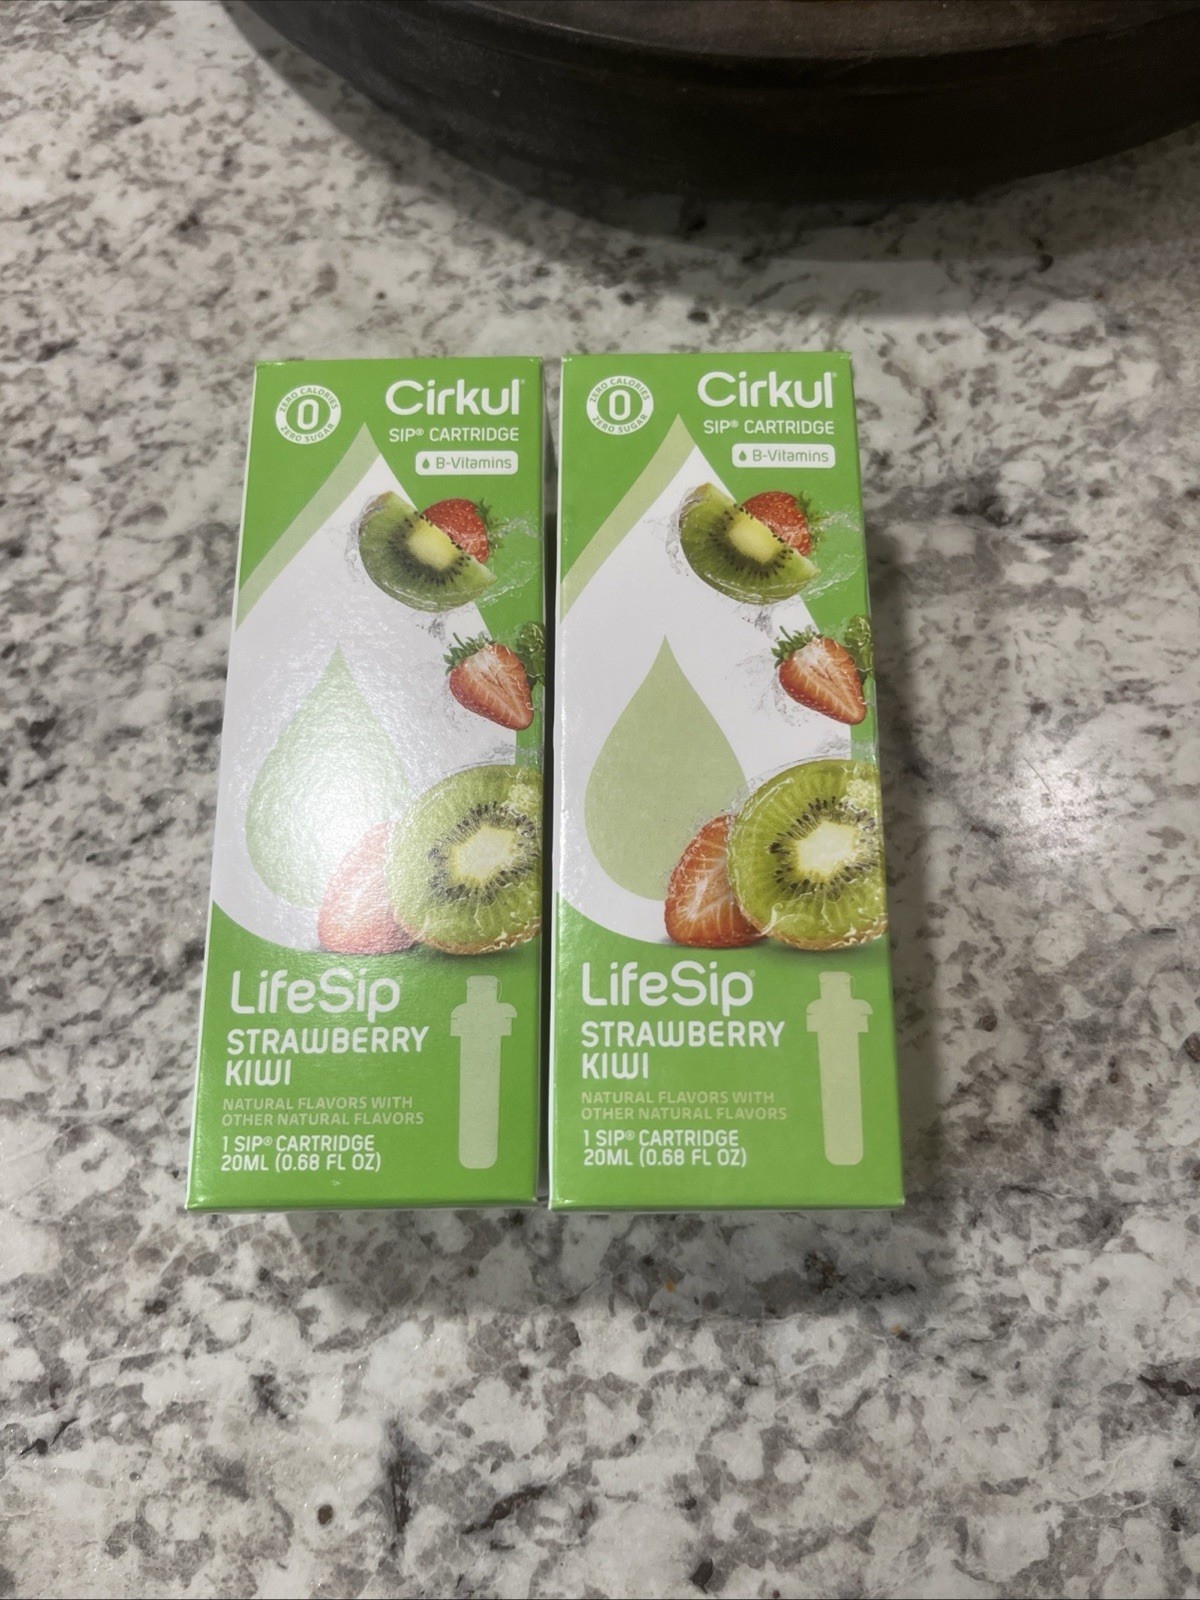 ZERO CALORIES
0
ZERO SUGAR
Cirkul®
SIP® CARTRIDGE
B-Vitamins
LifeSip
STRAWBERRY
KIWI
NATURAL FLAVORS WITH
OTHER NATURAL FLAVORS
1 SIP® CARTRIDGE
20ML (0.68 FL OZ)
ZERO CALORIES
0
ZERO SUGAR
Cirkul®
SIP® CARTRIDGE
B-Vitamins
LifeSip®
STRAWBERRY
KIWI
NATURAL FLAVORS WITH
OTHER NATURAL FLAVORS
1 SIP® CARTRIDGE
20ML (0.68 FL OZ)